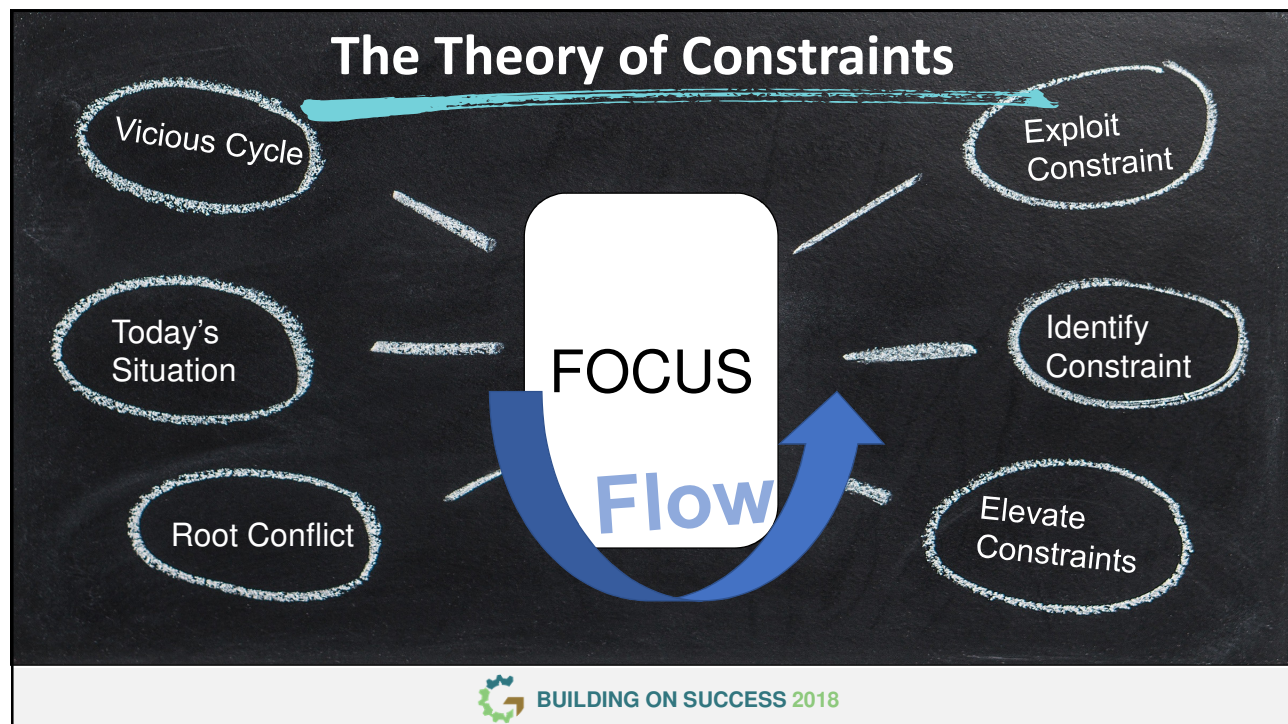 The Theory of Constraints
Vicious Cycle
Today's
Situation
Root Conflict
FOCUS
Flow
Exploit
Constraint
Identify
Constraint
Elevate
Constraints
BUILDING ON SUCCESS 2018